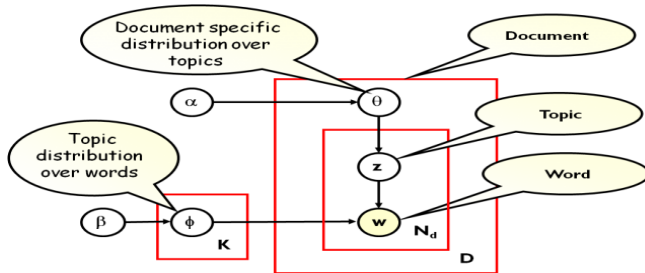 Document specific
distribution over
topics
Document
α
θ
Topic
Topic
distribution
over words
z
Word
β
ϕ
w
K
N_d
D